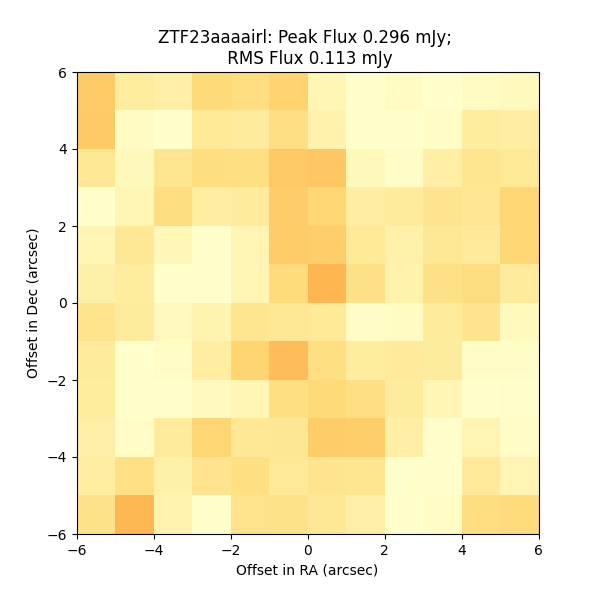 ZTF23aaaairl: Peak Flux 0.296 mJy;
RMS Flux 0.113 mJy
6
4
2
0
−2
−4
−6
Offset in Dec (arcsec)
−6 −4 −2 0 2 4 6
Offset in RA (arcsec)